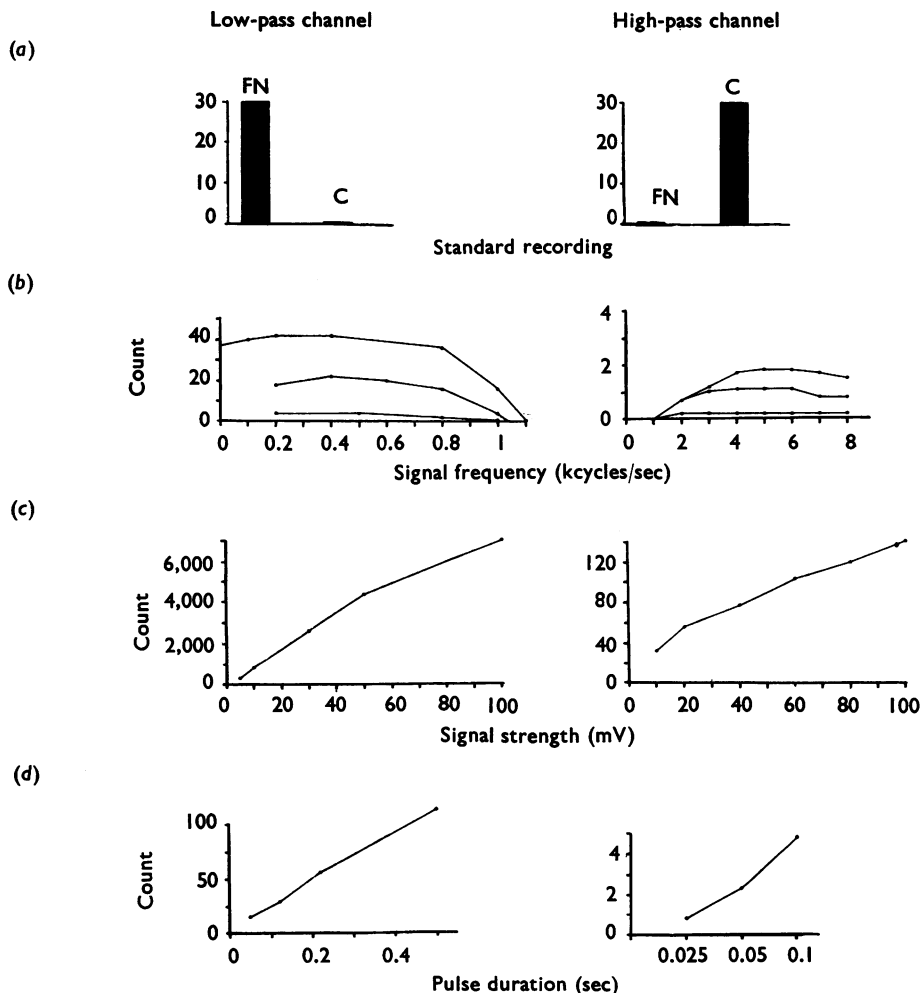 Low-pass channel High-pass channel
(a)
FN C
30 30
20 20
10 C 10 FN
0 0
Standard recording
(b)
4
40
Count
20 2
0 0
0 0.2 0.4 0.6 0.8 1 0 2 4 6 8
Signal frequency (kcycles/sec)
(c)
6,000 120
4,000 80
Count
2,000 40
0 0
0 20 40 60 80 100 0 20 40 60 80 100
Signal strength (mV)
(d)
100
4
Count
50 2
0 0
0 0.2 0.4 0.025 0.05 0.1
Pulse duration (sec)